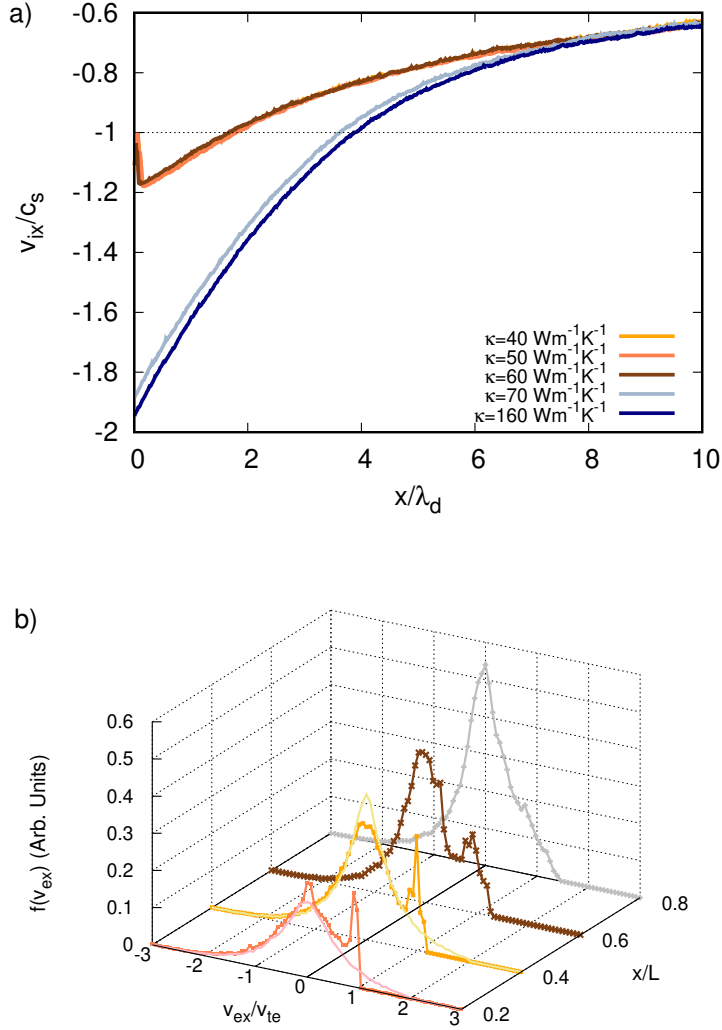 a)
-0.6
-0.8
-1
-1.2
-1.4
-1.6
-1.8
-2
v_ix/c_s
0 2 4 6 8 10
x/λ_d
κ=40 Wm⁻¹K⁻¹
κ=50 Wm⁻¹K⁻¹
κ=60 Wm⁻¹K⁻¹
κ=70 Wm⁻¹K⁻¹
κ=160 Wm⁻¹K⁻¹
b)
0.6
0.5
0.4
0.3
0.2
0.1
0
f(v_ex) (Arb. Units)
-3 -2 -1 0 1 2 3
v_ex/v_te
0.2 0.4 0.6 0.8
x/L